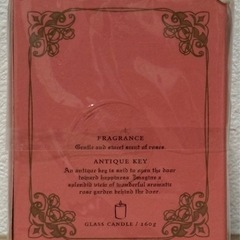 FRAGRANCE
Gentle and sweet scent of roses
ANTIQUE KEY
An antique key is said to open the door
toward happiness. Imagine a
splendid view of wonderful aromatic
rose garden behind the door.
GLASS CANDLE / 160g